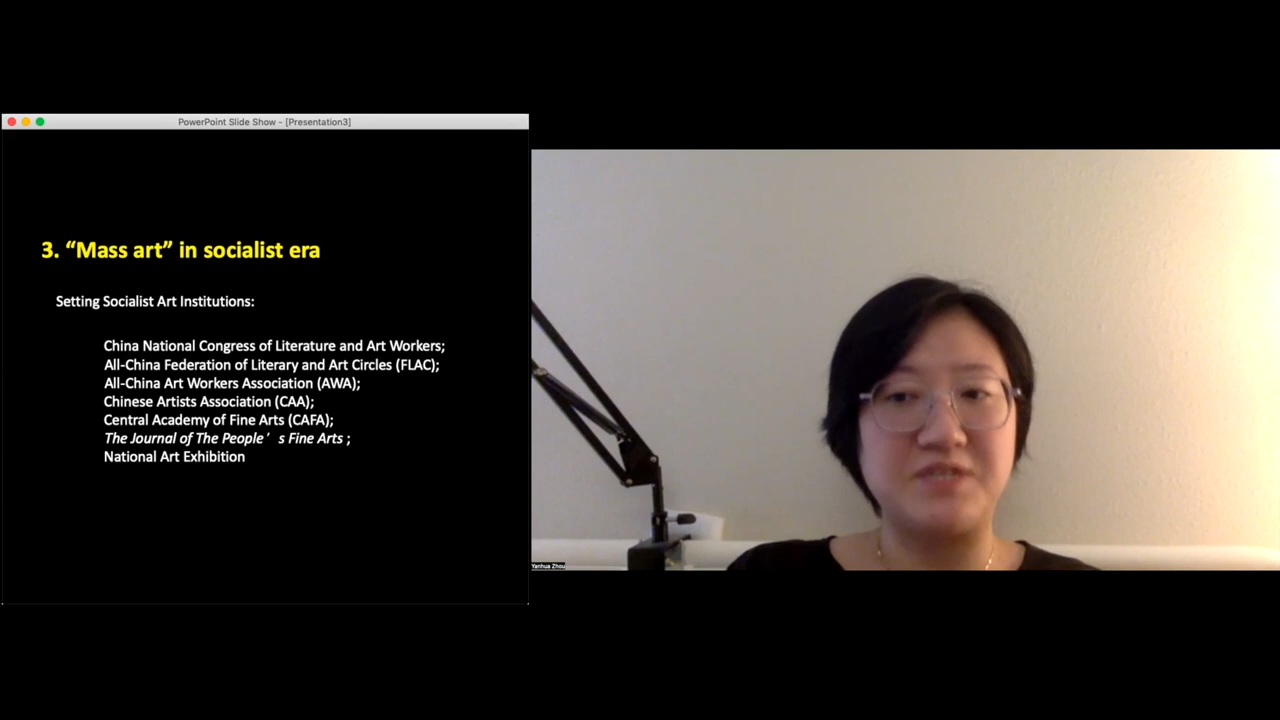 PowerPoint Slide Show - [Presentation3]
3. “Mass art” in socialist era
Setting Socialist Art Institutions:
China National Congress of Literature and Art Workers;
All-China Federation of Literary and Art Circles (FLAC);
All-China Art Workers Association (AWA);
Chinese Artists Association (CAA);
Central Academy of Fine Arts (CAFA);
The Journal of The People’ s Fine Arts ;
National Art Exhibition
Yanhua Zhou